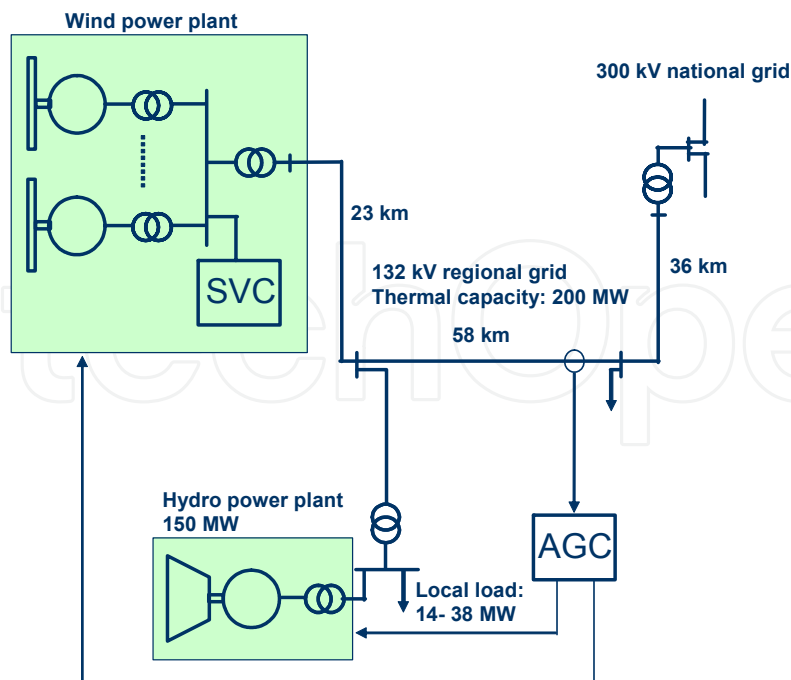 Wind power plant
300 kV national grid
23 km
SVC
132 kV regional grid
Thermal capacity: 200 MW
36 km
58 km
Hydro power plant
150 MW
AGC
Local load:
14- 38 MW